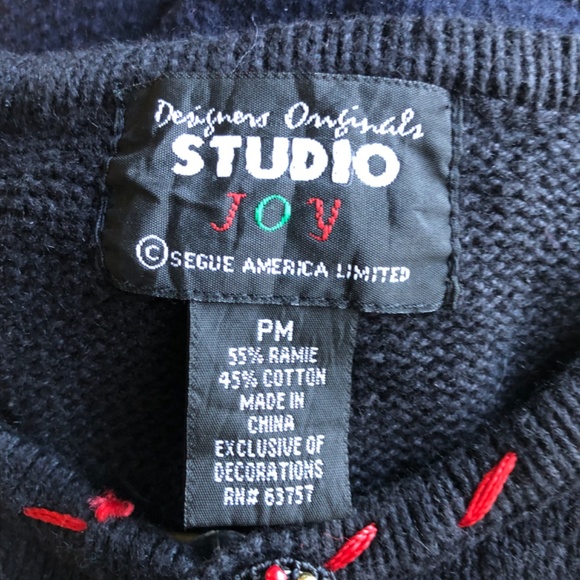 Designers Originals
STUDIO
JOY
©SEGUE AMERICA LIMITED
PM
55% RAMIE
45% COTTON
MADE IN
CHINA
EXCLUSIVE OF
DECORATIONS
RN# 63757